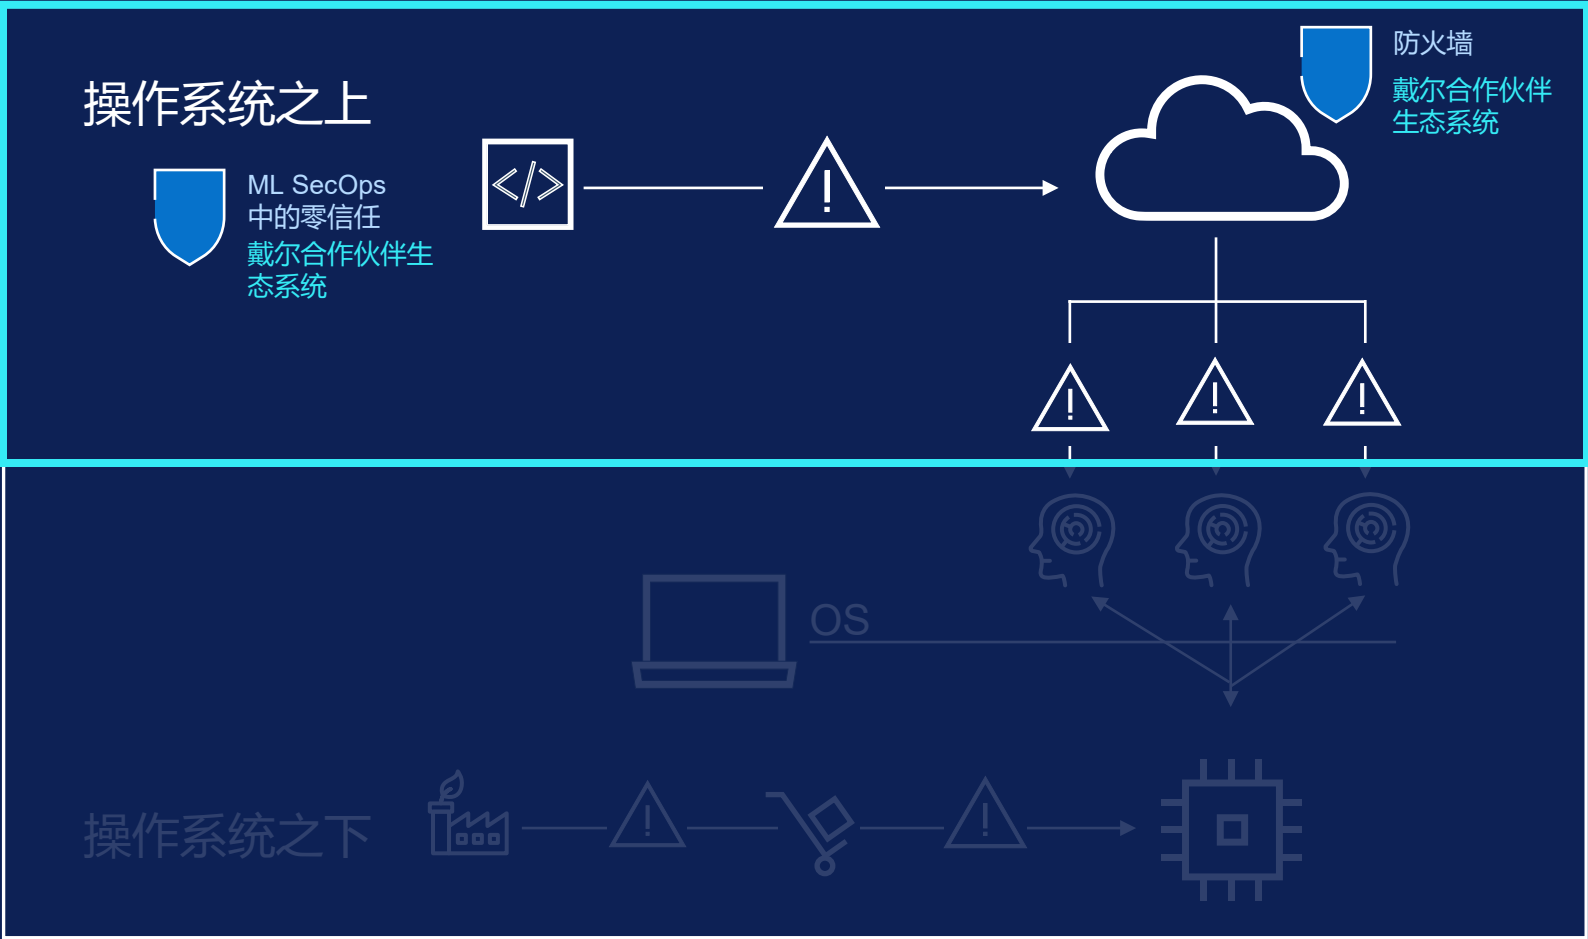 操作系统之上
ML SecOps
中的零信任
戴尔合作伙伴生
态系统
</>
防火墙
戴尔合作伙伴
生态系统
OS
操作系统之下